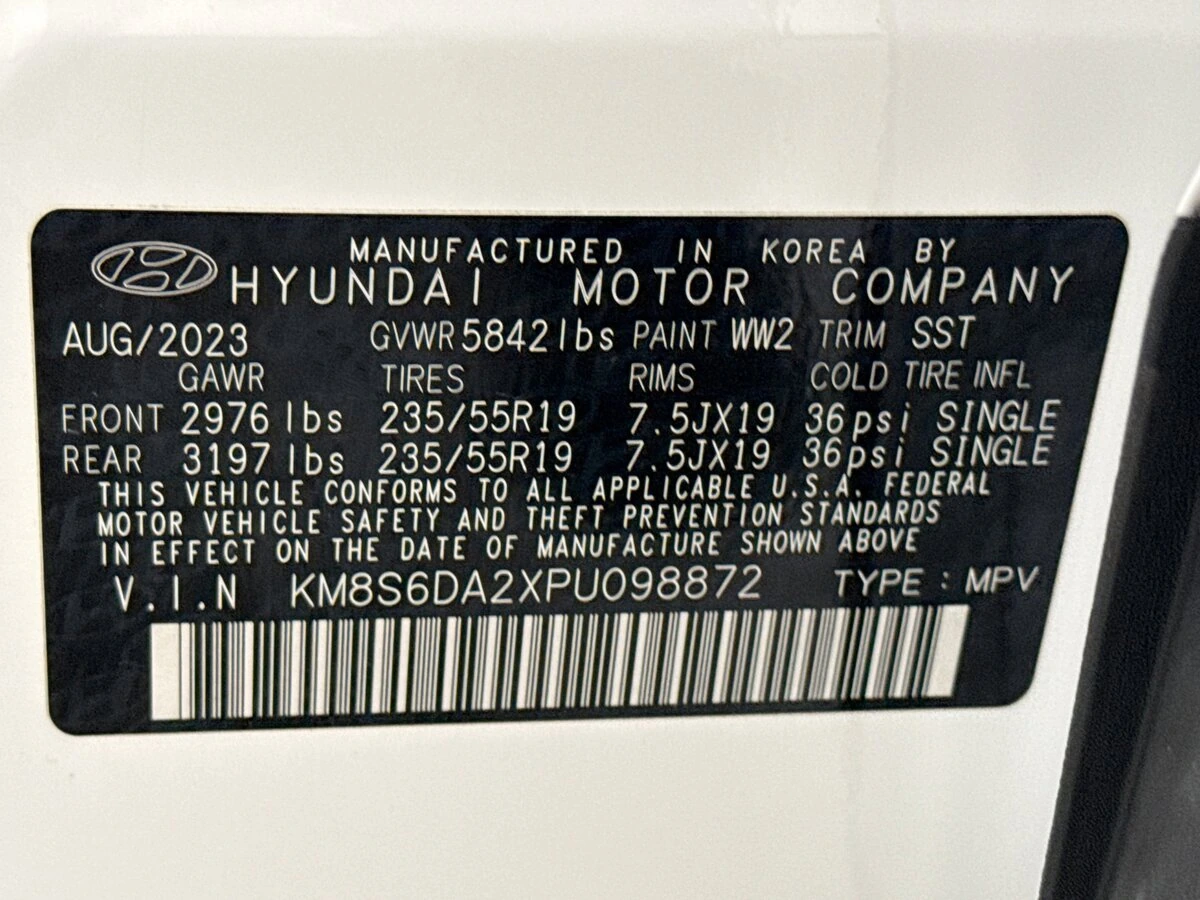 MANUFACTURED IN KOREA BY
HYUNDAI MOTOR COMPANY
AUG/2023 GVWR 5842lbs PAINT WW2 TRIM SST
GAWR TIRES RIMS COLD TIRE INFL
FRONT 2976 lbs 235/55R19 7.5JX19 36psi SINGLE
REAR 3197 lbs 235/55R19 7.5JX19 36psi SINGLE
THIS VEHICLE CONFORMS TO ALL APPLICABLE U.S.A. FEDERAL
MOTOR VEHICLE SAFETY AND THEFT PREVENTION STANDARDS
IN EFFECT ON THE DATE OF MANUFACTURE SHOWN ABOVE
V.I.N KM8S6DA2XPU098872 TYPE : MPV